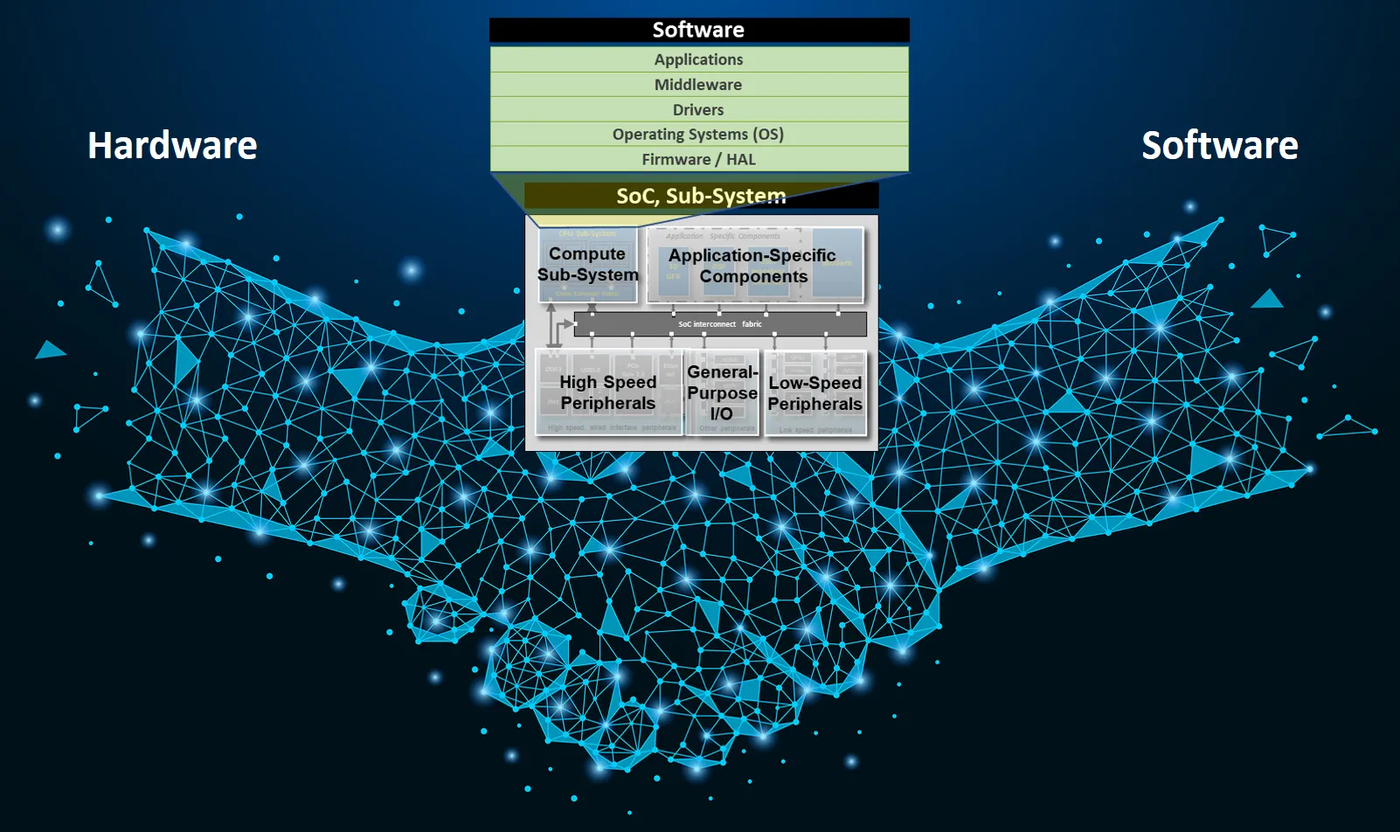 Software
Applications
Middleware
Drivers
Operating Systems (OS)
Firmware / HAL
Hardware
Software
SoC, Sub-System
CPU Sub-System
Application Specific Components
Compute
Sub-System
Application-Specific
Components
SoC interconnect fabric
High Speed
Peripherals
General-
Purpose
I/O
Low-Speed
Peripherals
High speed, wired interface peripherals
Other peripherals
Low speed peripherals